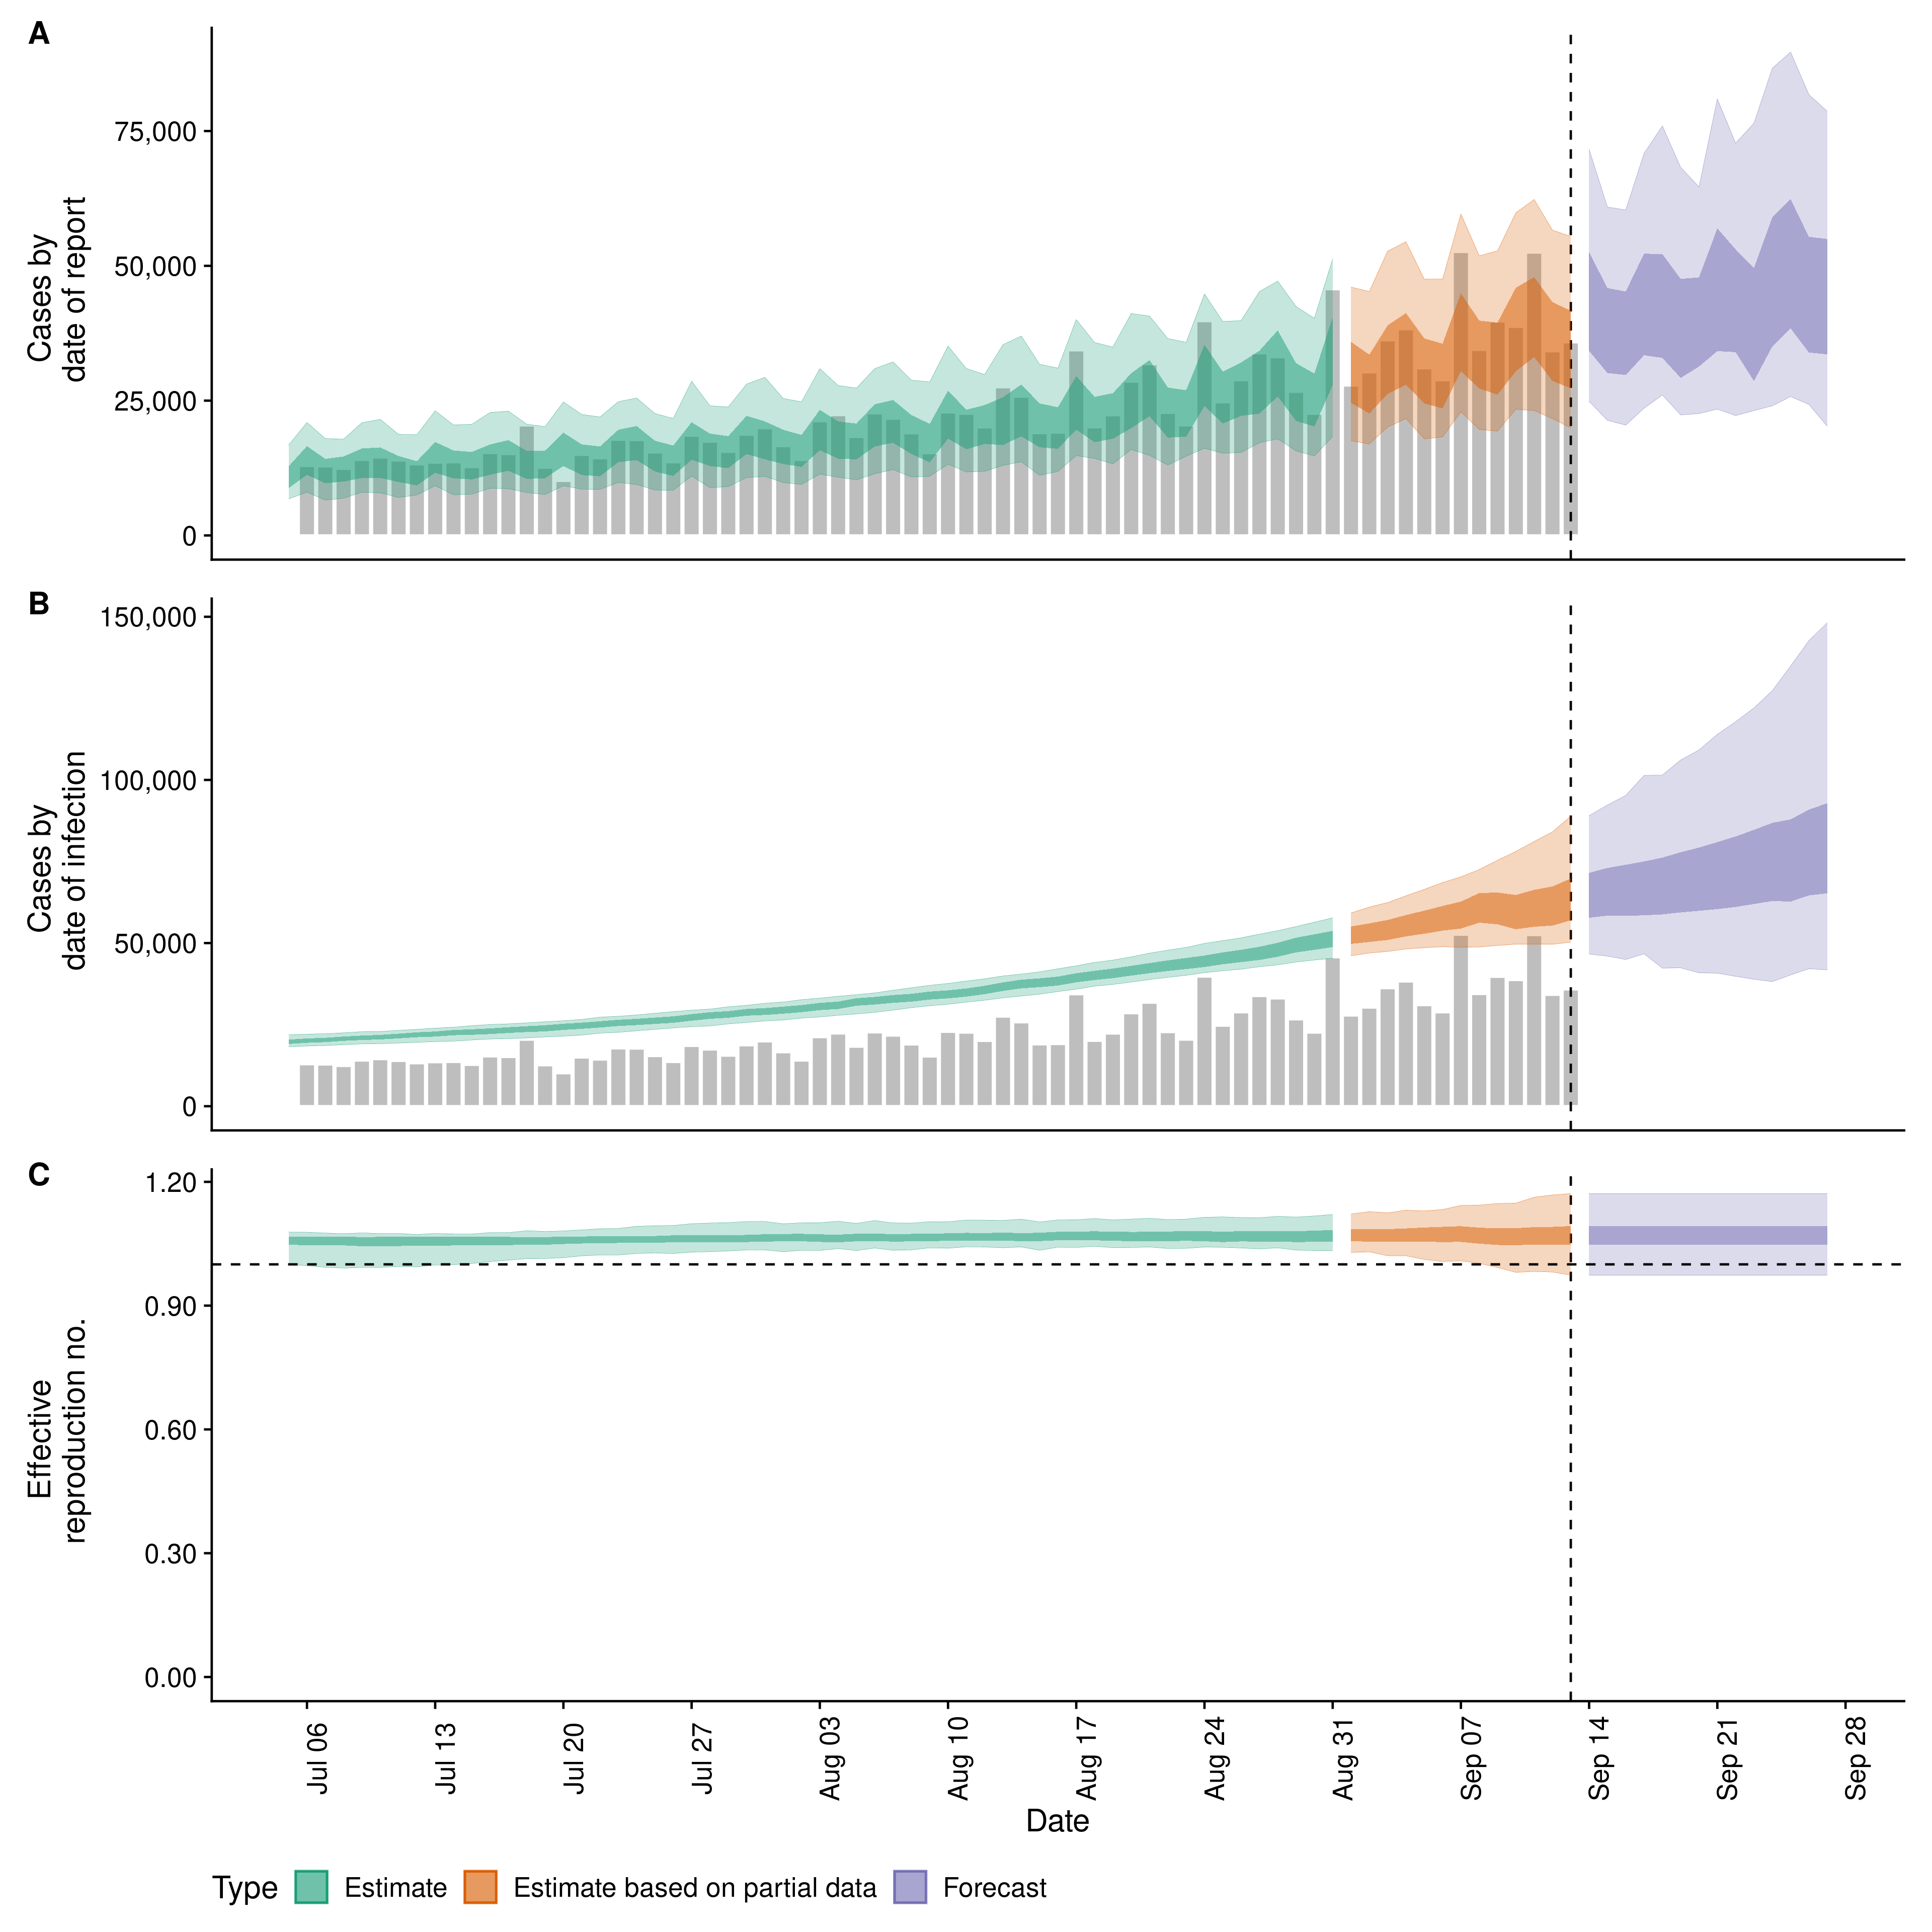 A
Cases by
date of report
75,000
50,000
25,000
0
B
Cases by
date of infection
150,000
100,000
50,000
0
C
Effective
reproduction no.
1.20
0.90
0.60
0.30
0.00
Jul 06
Jul 13
Jul 20
Jul 27
Aug 03
Aug 10
Aug 17
Aug 24
Aug 31
Sep 07
Sep 14
Sep 21
Sep 28
Date
Type Estimate Estimate based on partial data Forecast